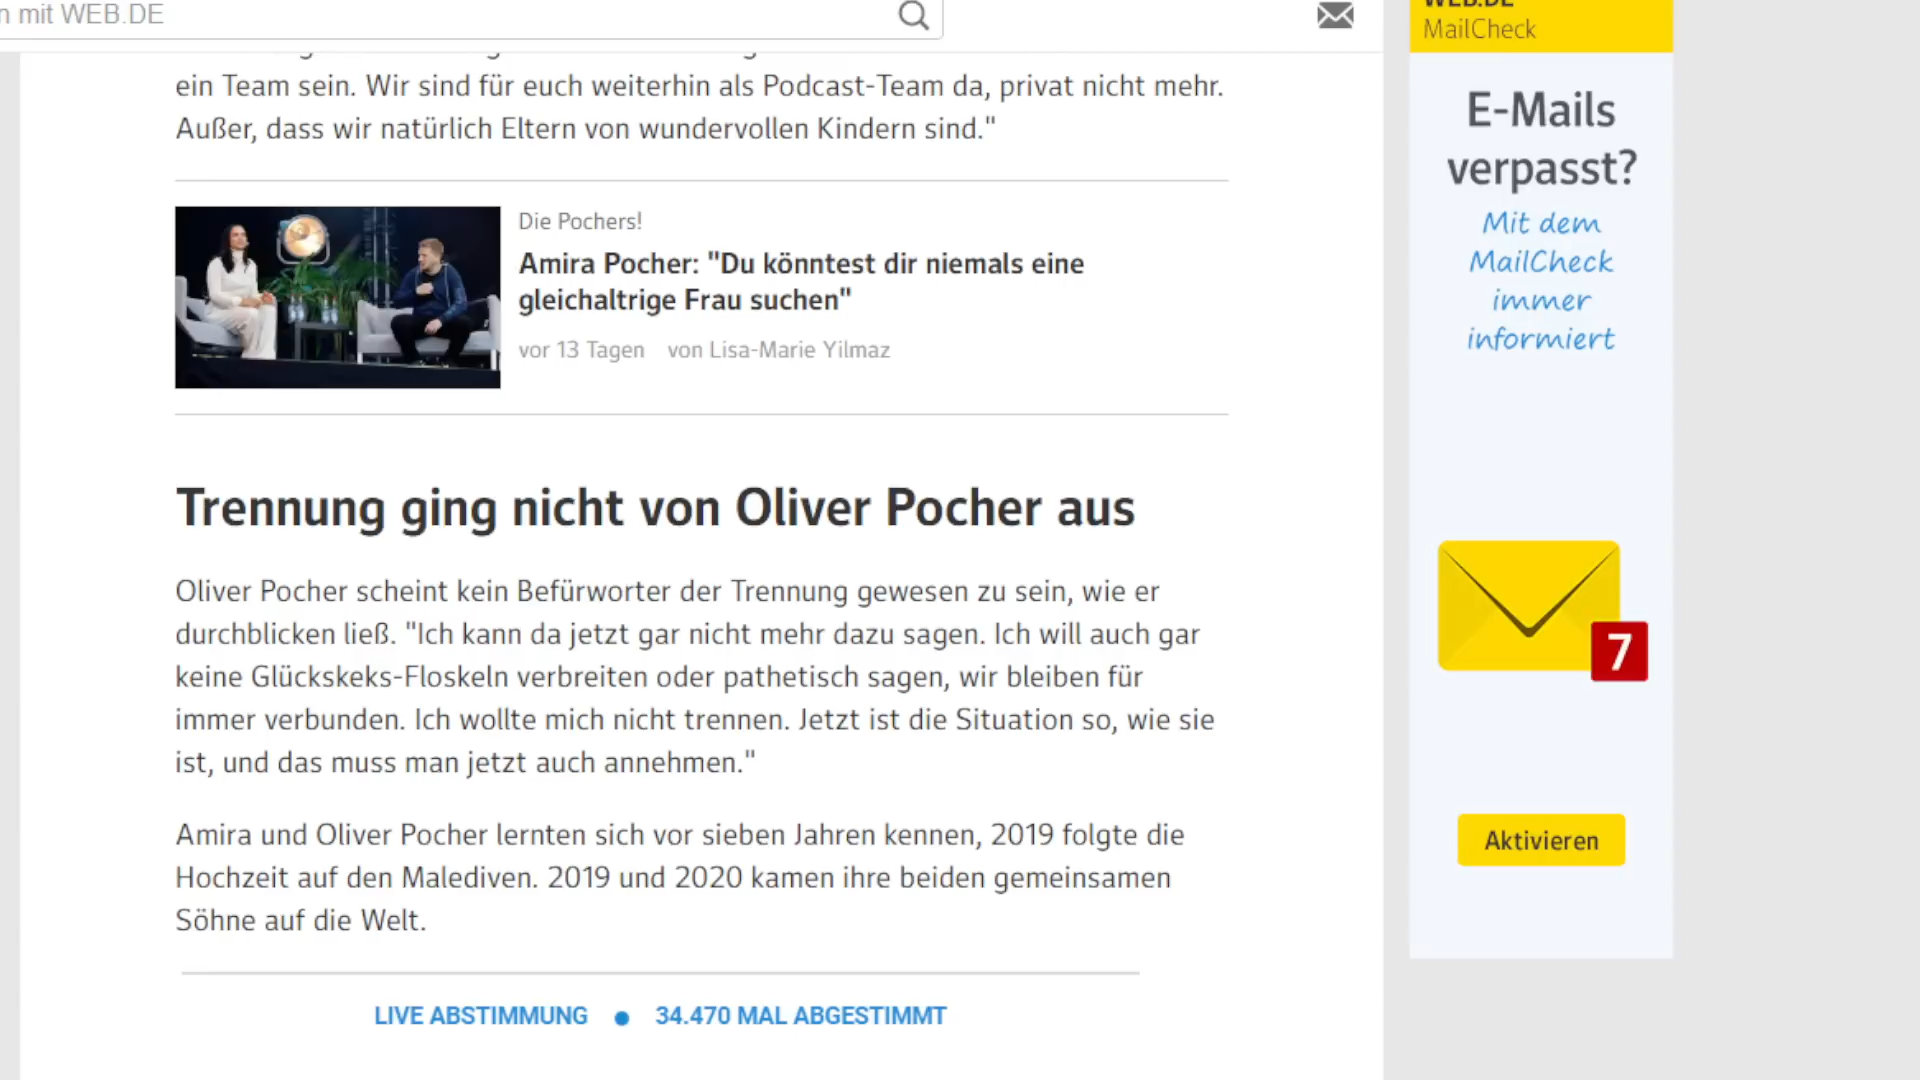 n mit WEB.DE
WEB.DE
MailCheck
ein Team sein. Wir sind für euch weiterhin als Podcast-Team da, privat nicht mehr.
Außer, dass wir natürlich Eltern von wundervollen Kindern sind."
Die Pochers!
Amira Pocher: "Du könntest dir niemals eine
gleichaltrige Frau suchen"
vor 13 Tagen von Lisa-Marie Yilmaz
Trennung ging nicht von Oliver Pocher aus
Oliver Pocher scheint kein Befürworter der Trennung gewesen zu sein, wie er
durchblicken ließ. "Ich kann da jetzt gar nicht mehr dazu sagen. Ich will auch gar
keine Glückskeks-Floskeln verbreiten oder pathetisch sagen, wir bleiben für
immer verbunden. Ich wollte mich nicht trennen. Jetzt ist die Situation so, wie sie
ist, und das muss man jetzt auch annehmen."
Amira und Oliver Pocher lernten sich vor sieben Jahren kennen, 2019 folgte die
Hochzeit auf den Malediven. 2019 und 2020 kamen ihre beiden gemeinsamen
Söhne auf die Welt.
LIVE ABSTIMMUNG ● 34.470 MAL ABGESTIMMT
E-Mails
verpasst?
Mit dem
MailCheck
immer
informiert
7
Aktivieren